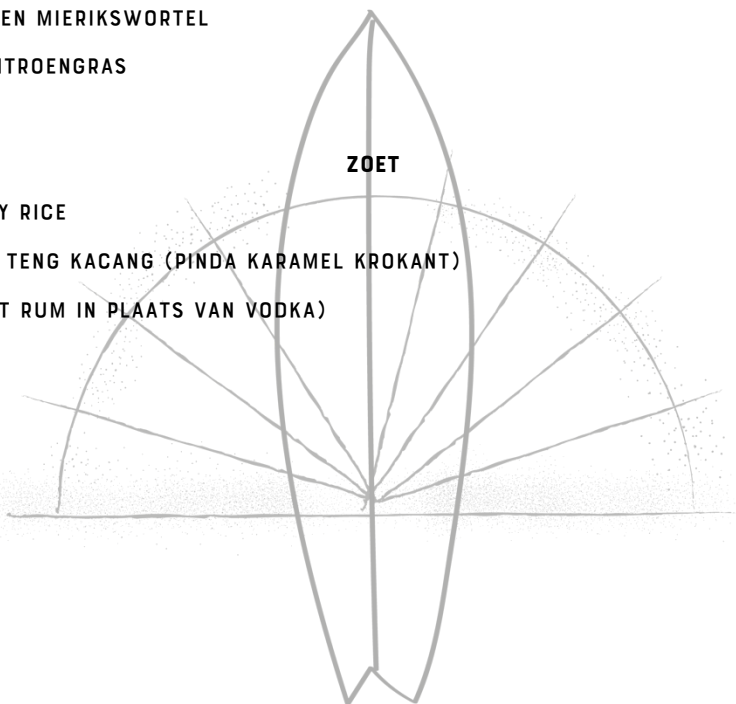 EN MIERIKSWORTEL
ITROENGRAS
ZOET
Y RICE
TENG KACANG (PINDA KARAMEL KROKANT)
T RUM IN PLAATS VAN VODKA)